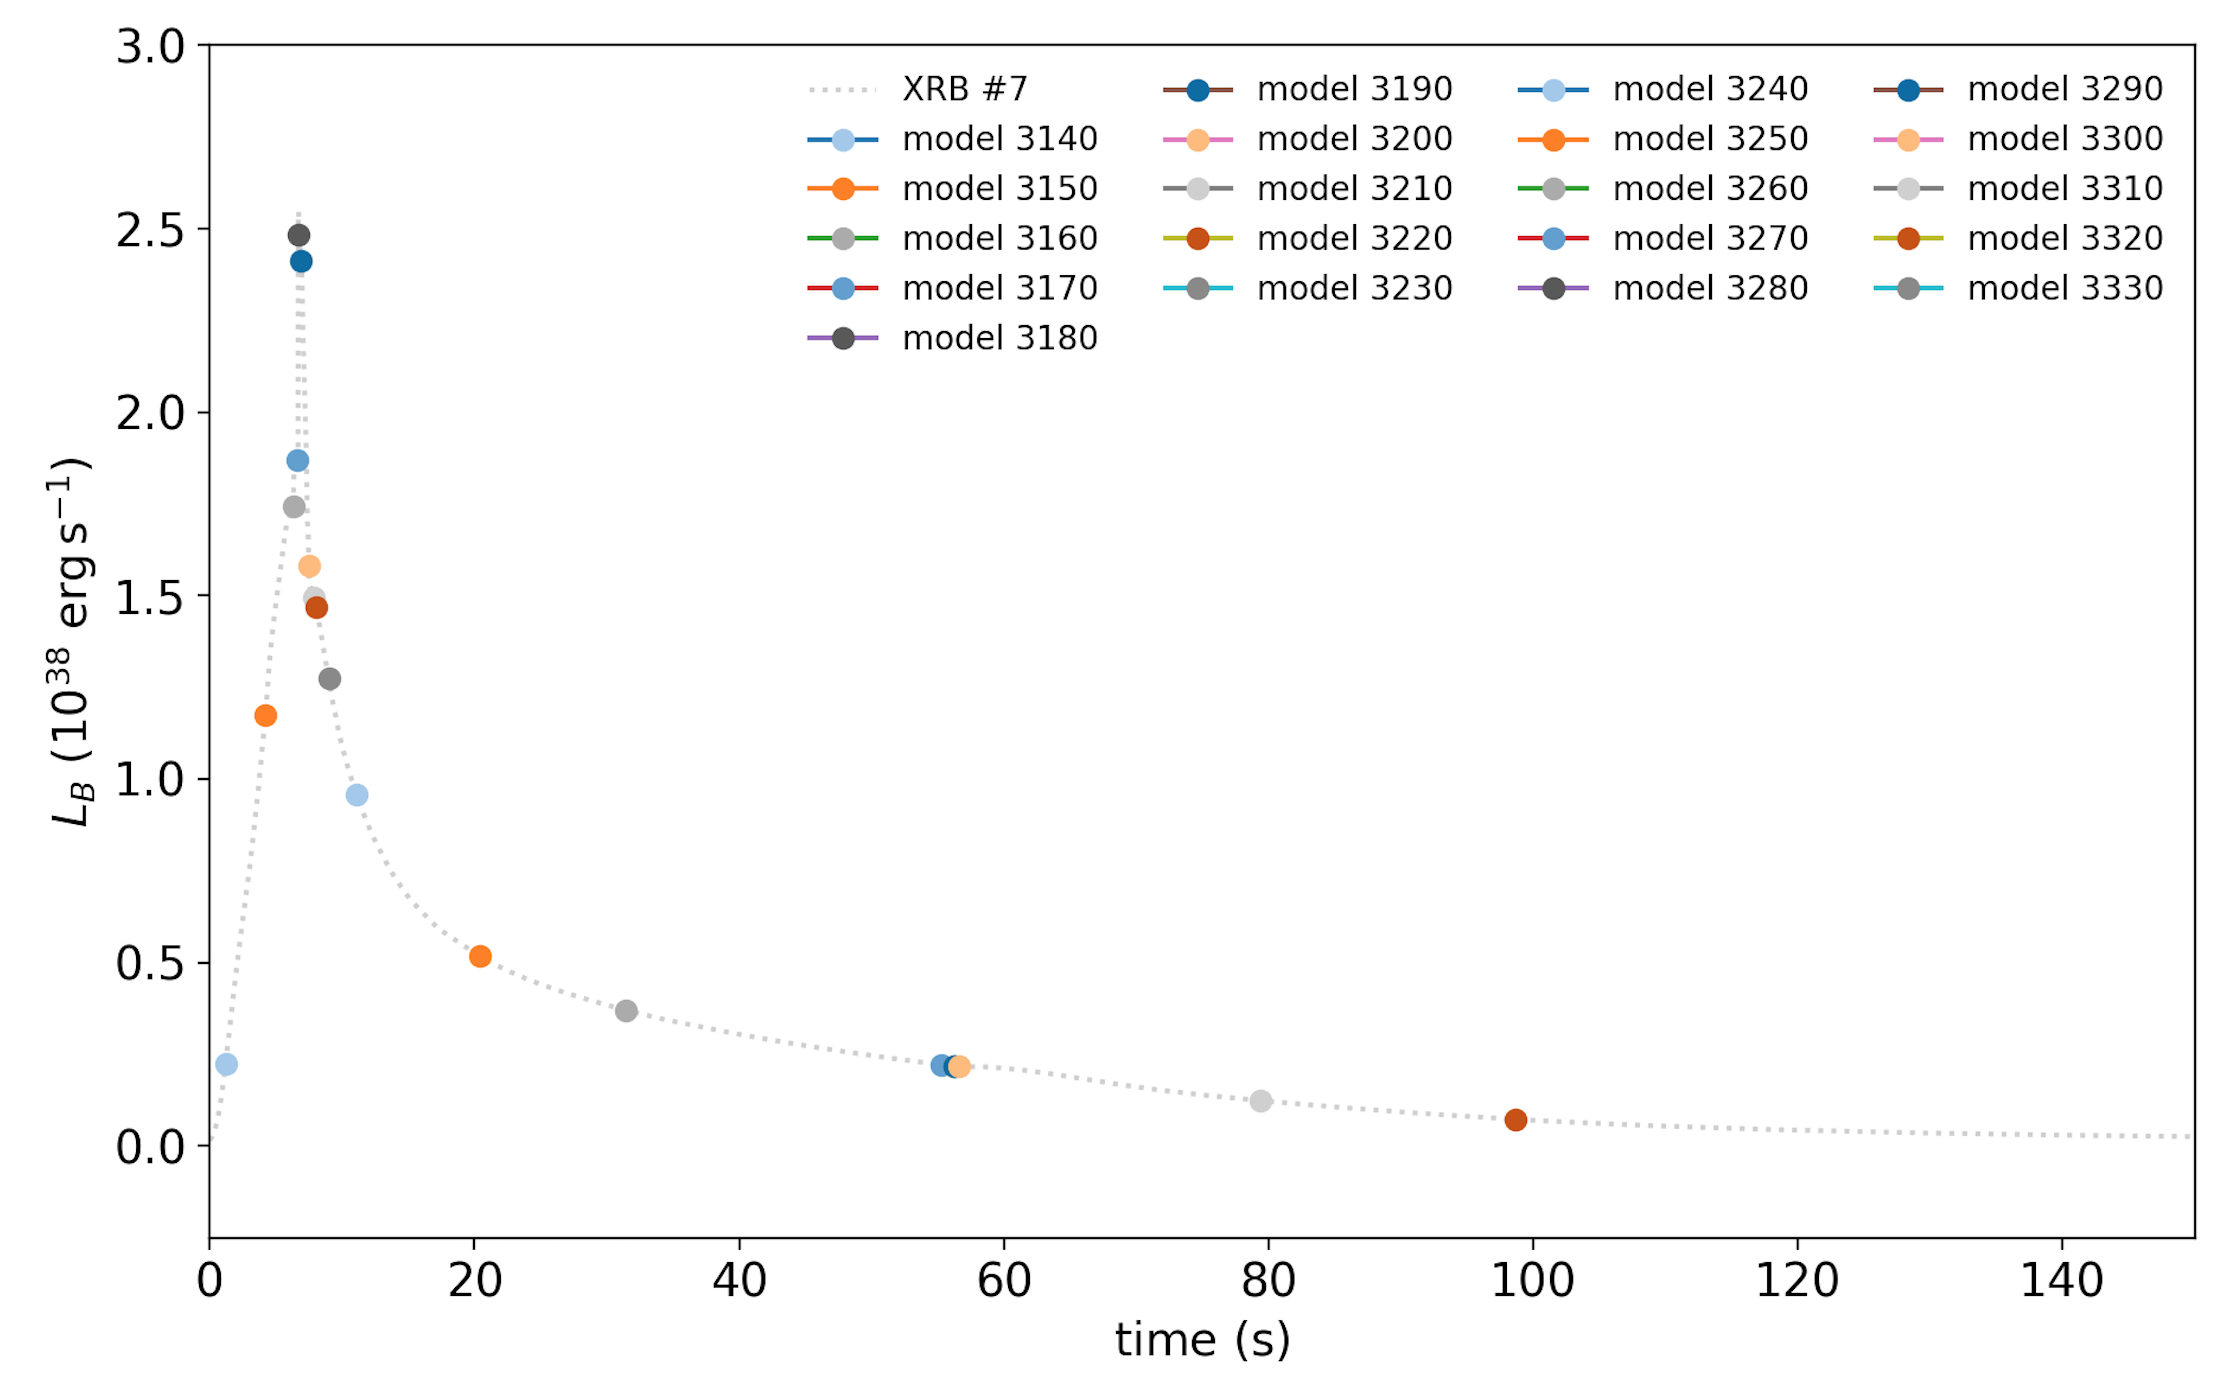 3.0
2.5
2.0
1.5
1.0
0.5
0.0
L_B (10^38 erg s^−1)
XRB #7
model 3140
model 3150
model 3160
model 3170
model 3180
model 3190
model 3200
model 3210
model 3220
model 3230
model 3240
model 3250
model 3260
model 3270
model 3280
model 3290
model 3300
model 3310
model 3320
model 3330
0 20 40 60 80 100 120 140
time (s)